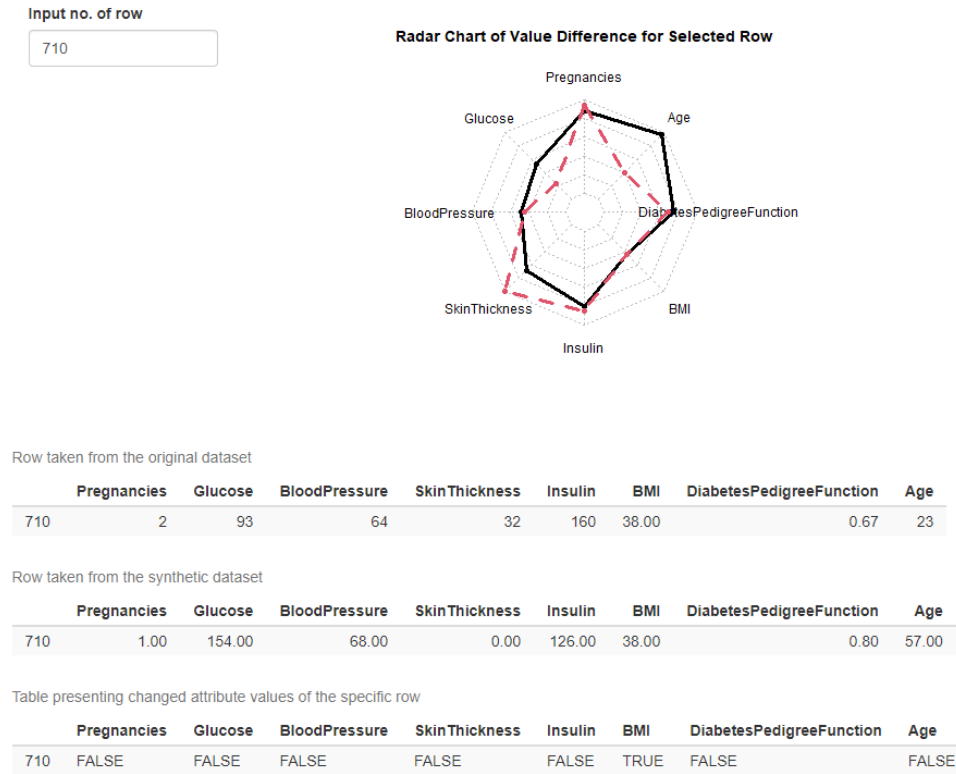 Input no. of row
710
Radar Chart of Value Difference for Selected Row
Pregnancies
Glucose
Age
BloodPressure
DiabetesPedigreeFunction
SkinThickness
BMI
Insulin
Row taken from the original dataset
Pregnancies Glucose BloodPressure SkinThickness Insulin BMI DiabetesPedigreeFunction Age
710 2 93 64 32 160 38.00 0.67 23
Row taken from the synthetic dataset
Pregnancies Glucose BloodPressure SkinThickness Insulin BMI DiabetesPedigreeFunction Age
710 1.00 154.00 68.00 0.00 126.00 38.00 0.80 57.00
Table presenting changed attribute values of the specific row
Pregnancies Glucose BloodPressure SkinThickness Insulin BMI DiabetesPedigreeFunction Age
710 FALSE FALSE FALSE FALSE FALSE TRUE FALSE FALSE